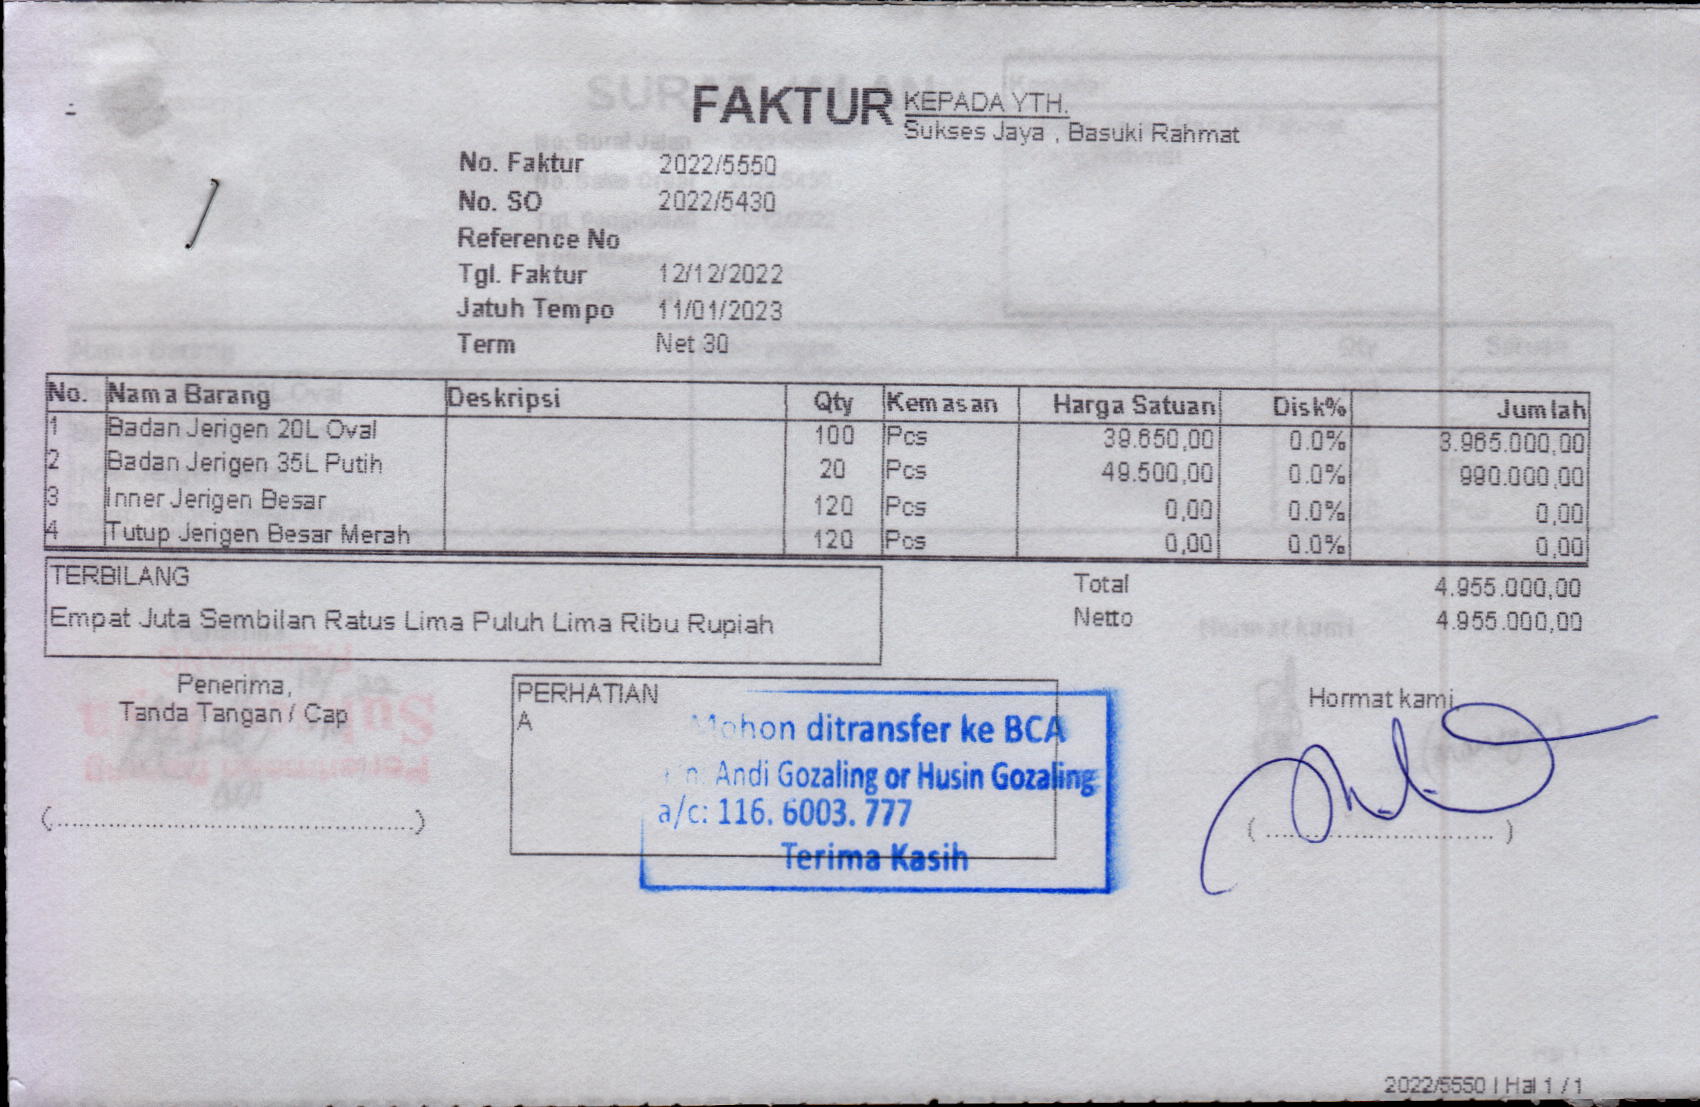 FAKTUR
KEPADA YTH.
Sukses Jaya , Basuki Rahmat
No. Faktur 2022/5550
No. SO 2022/5430
Reference No
Tgl. Faktur 12/12/2022
Jatuh Tempo 11/01/2023
Term Net 30
No. Nama Barang Deskripsi Qty Kemasan Harga Satuan Disk% Jumlah
1 Badan Jerigen 20L Oval 100 Pcs 39.650,00 0.0% 3.965.000,00
2 Badan Jerigen 35L Putih 20 Pcs 49.500,00 0.0% 990.000,00
3 Inner Jerigen Besar 120 Pcs 0,00 0.0% 0,00
4 Tutup Jerigen Besar Merah 120 Pcs 0,00 0.0% 0,00
TERBILANG
Empat Juta Sembilan Ratus Lima Puluh Lima Ribu Rupiah
Total 4.955.000,00
Netto 4.955.000,00
Penerima,
Tanda Tangan / Cap
(................................................)
PERHATIAN
A
Mohon ditransfer ke BCA
Andi Gozaling or Husin Gozaling
a/c: 116. 6003. 777
Terima Kasih
Hormat kami,
( ................................ )
2022/5550 | Hal 1 / 1